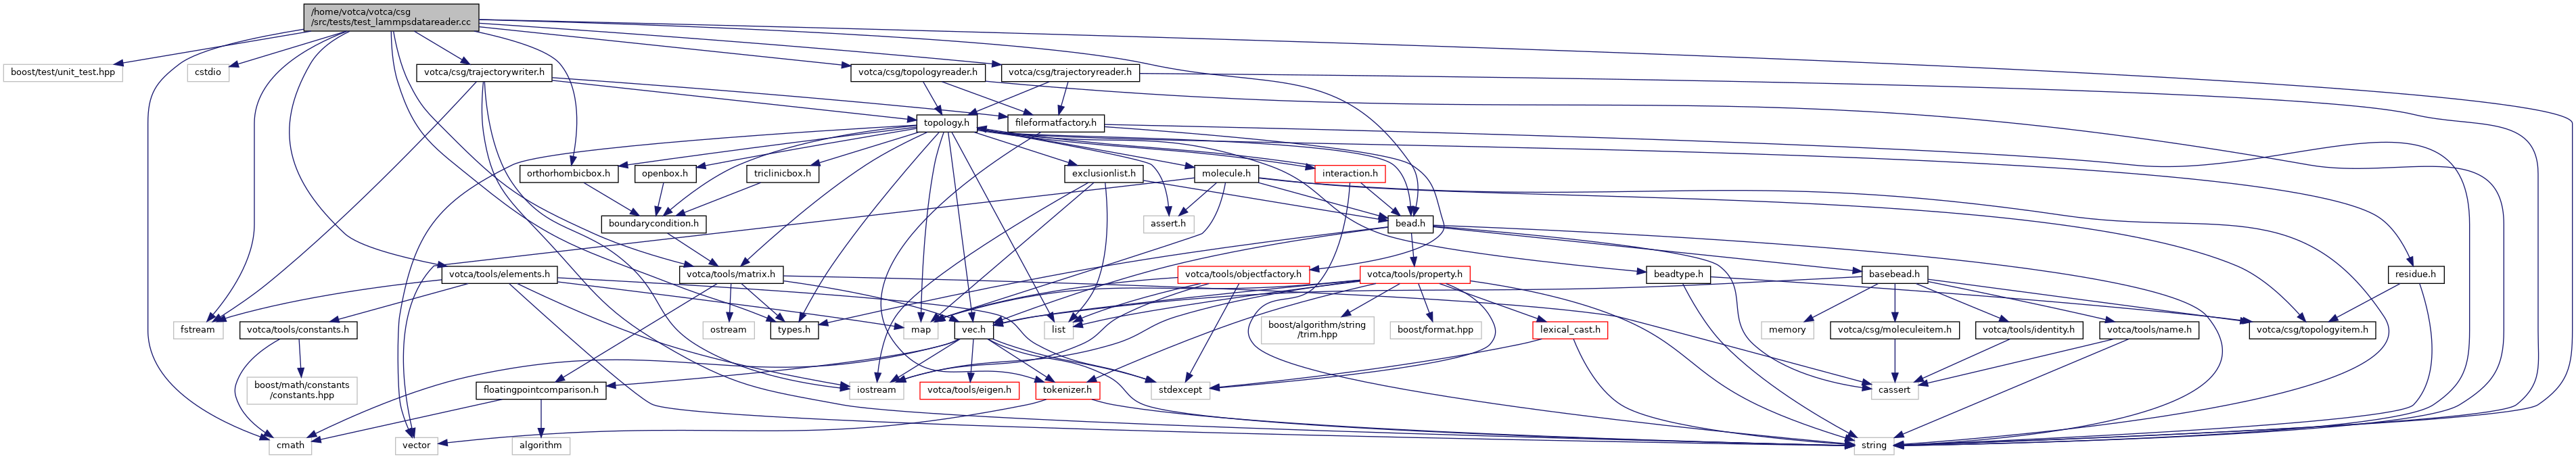 /home/votca/votca/csg
/src/tests/test_lammpsdatareader.cc
boost/test/unit_test.hpp
cstdio
votca/csg/trajectorywriter.h
votca/csg/topologyreader.h
votca/csg/trajectoryreader.h
topology.h
fileformatfactory.h
orthorhombicbox.h
openbox.h
triclinicbox.h
exclusionlist.h
molecule.h
interaction.h
boundarycondition.h
assert.h
bead.h
votca/tools/elements.h
votca/tools/matrix.h
votca/tools/objectfactory.h
votca/tools/property.h
beadtype.h
basebead.h
residue.h
fstream
votca/tools/constants.h
ostream
types.h
map
vec.h
list
boost/algorithm/string
/trim.hpp
boost/format.hpp
lexical_cast.h
memory
votca/csg/moleculeitem.h
votca/tools/identity.h
votca/tools/name.h
votca/csg/topologyitem.h
boost/math/constants
/constants.hpp
floatingpointcomparison.h
iostream
votca/tools/eigen.h
tokenizer.h
stdexcept
cassert
cmath
vector
algorithm
string